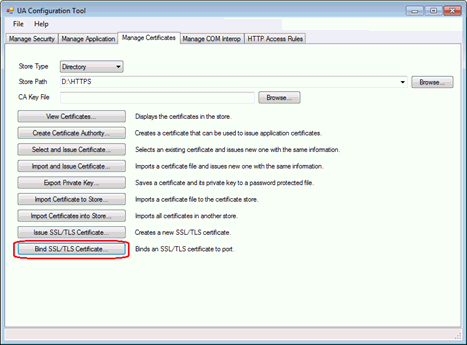 UA Configuration Tool
File Help
Manage Security Manage Application Manage Certificates Manage COM Interop HTTP Access Rules
Store Type Directory
Store Path D:\HTTPS Browse...
CA Key File Browse...
View Certificates... Displays the certificates in the store.
Create Certificate Authority... Creates a certificate that can be used to issue application certificates.
Select and Issue Certificate... Selects an existing certificate and issues new one with the same information.
Import and Issue Certificate... Imports a certificate file and issues new one with the same information.
Export Private Key... Saves a certificate and its private key to a password protected file.
Import Certificate to Store... Imports a certificate file to the certificate store.
Import Certificates into Store... Imports all certificates in another store.
Issue SSL/TLS Certificate... Creates a new SSL/TLS certificate.
Bind SSL/TLS Certificate... Binds an SSL/TLS certificate to port.